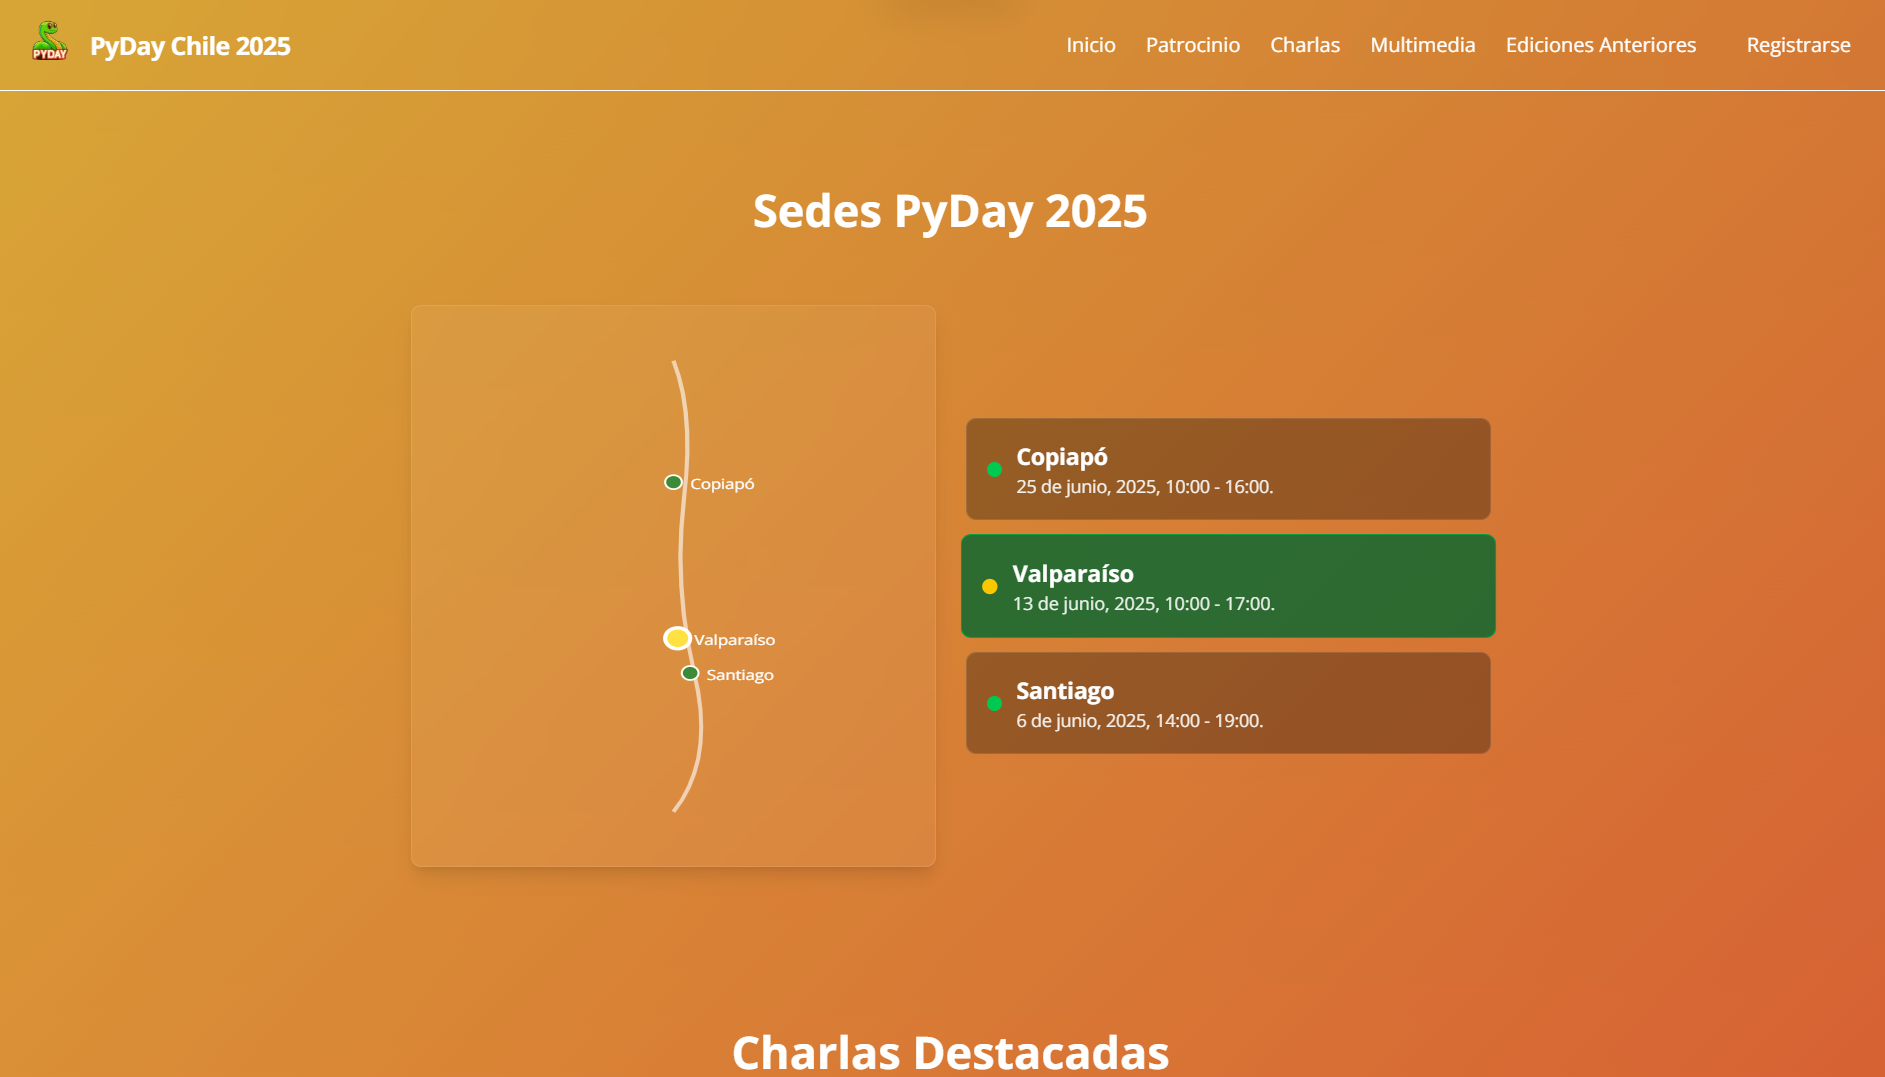 PYDAY
PyDay Chile 2025
Inicio
Patrocinio
Charlas
Multimedia
Ediciones Anteriores
Registrarse
Sedes PyDay 2025
Copiapó
Valparaíso
Santiago
Copiapó
25 de junio, 2025, 10:00 - 16:00.
Valparaíso
13 de junio, 2025, 10:00 - 17:00.
Santiago
6 de junio, 2025, 14:00 - 19:00.
Charlas Destacadas